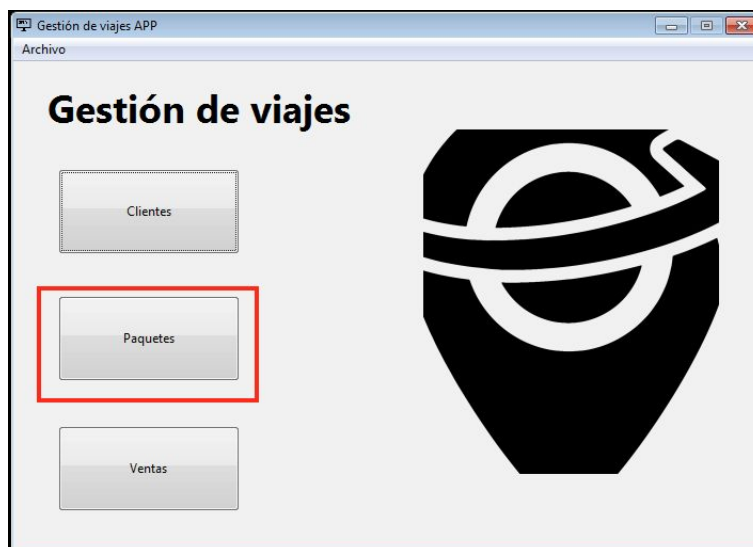 Gestión de viajes APP
Archivo
Gestión de viajes
Clientes
Paquetes
Ventas